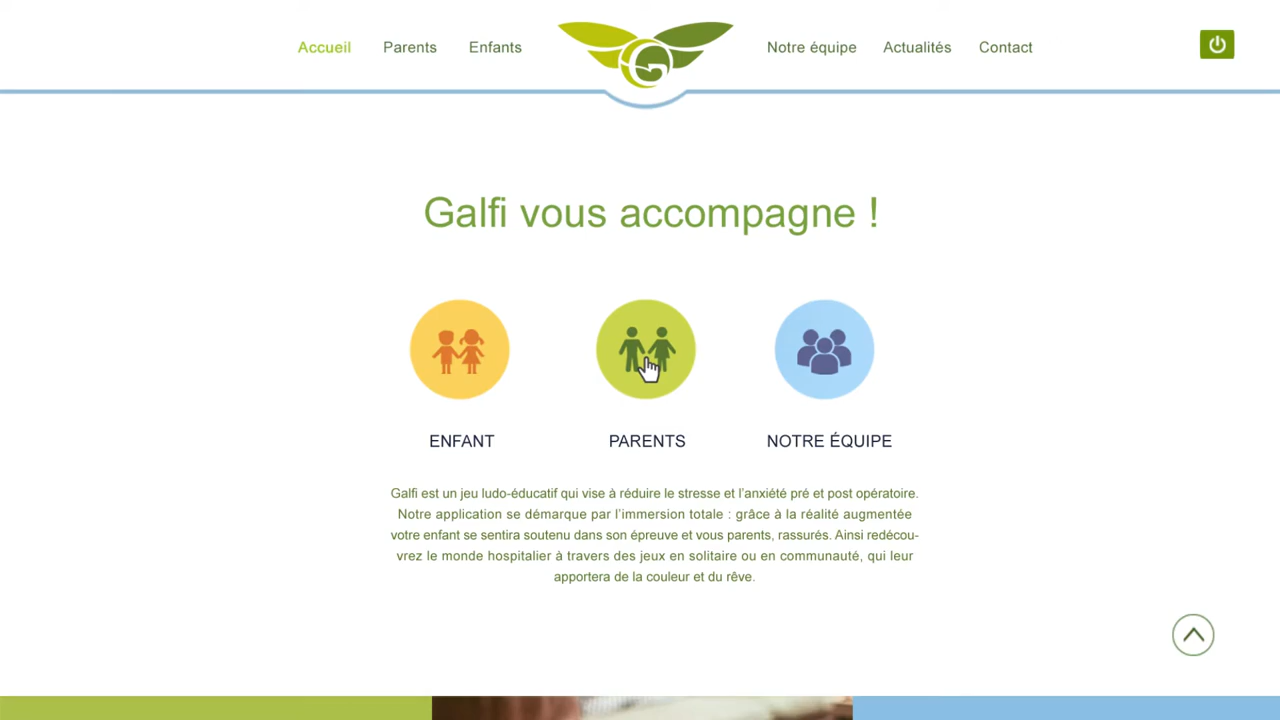 Accueil Parents Enfants Notre équipe Actualités Contact
G
Galfi vous accompagne !
ENFANT PARENTS NOTRE ÉQUIPE
Galfi est un jeu ludo-éducatif qui vise à réduire le stresse et l'anxiété pré et post opératoire.
Notre application se démarque par l'immersion totale : grâce à la réalité augmentée
votre enfant se sentira soutenu dans son épreuve et vous parents, rassurés. Ainsi redécou-
vrez le monde hospitalier à travers des jeux en solitaire ou en communauté, qui leur
apportera de la couleur et du rêve.